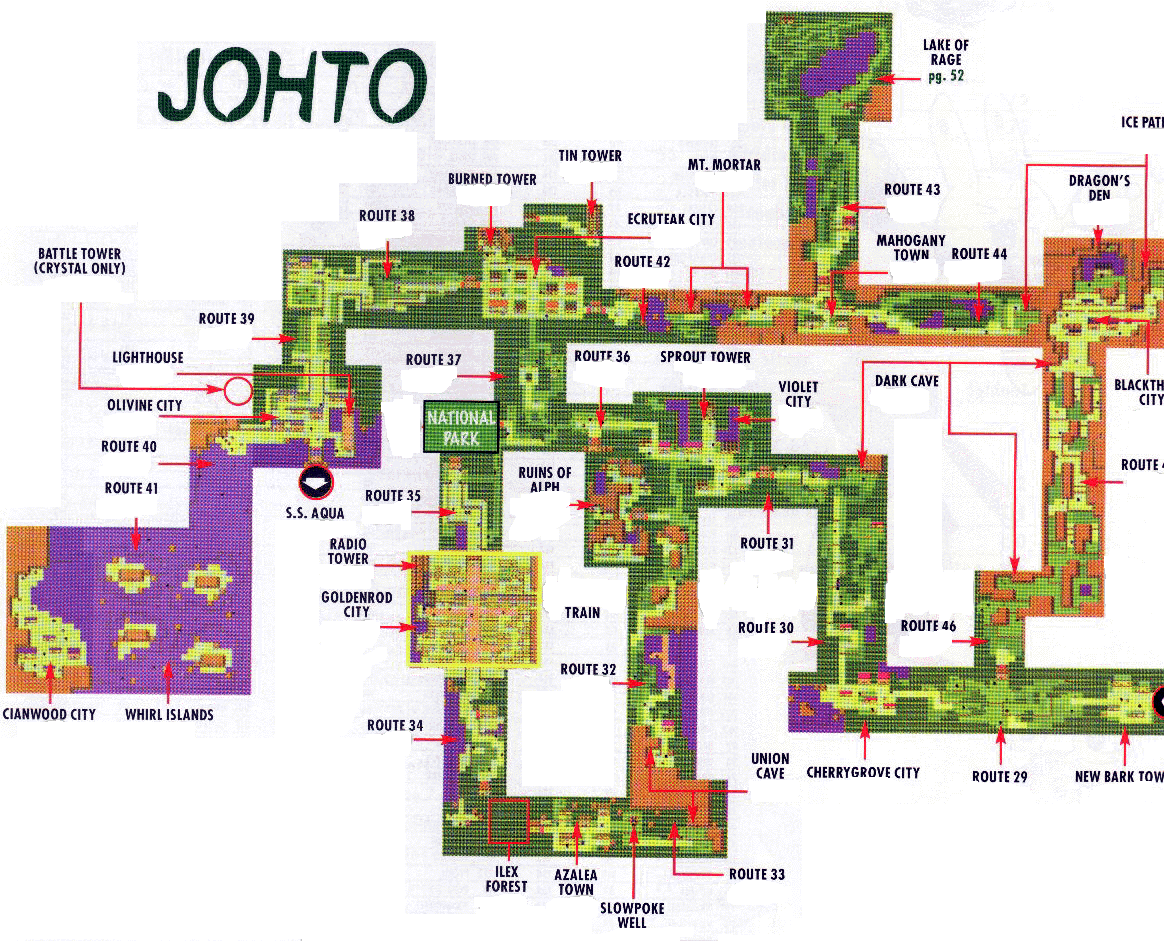 JOHTO
LAKE OF
RAGE
pg. 52
ICE PAT
TIN TOWER
MT. MORTAR
BURNED TOWER
DRAGON'S
DEN
ROUTE 43
ROUTE 38
ECRUTEAK CITY
BATTLE TOWER
(CRYSTAL ONLY)
ROUTE 42
MAHOGANY
TOWN
ROUTE 44
ROUTE 39
LIGHTHOUSE
ROUTE 37
ROUTE 36
SPROUT TOWER
VIOLET
CITY
DARK CAVE
BLACKTH
CITY
OLIVINE CITY
NATIONAL
PARK
ROUTE 40
ROUTE 41
RUINS OF
ALPH
ROUTE 4
ROUTE 35
S.S. AQUA
RADIO
TOWER
ROUTE 31
GOLDENROD
CITY
TRAIN
ROUTE 30
ROUTE 46
ROUTE 32
CIANWOOD CITY
WHIRL ISLANDS
ROUTE 34
UNION
CAVE
CHERRYGROVE CITY
ROUTE 29
NEW BARK TOW
ILEX
FOREST
AZALEA
TOWN
ROUTE 33
SLOWPOKE
WELL